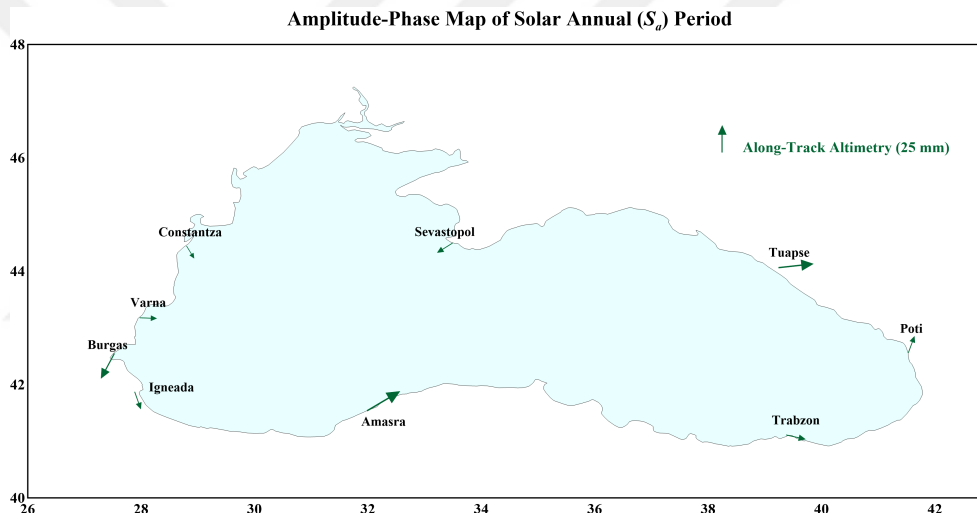 Amplitude-Phase Map of Solar Annual (Sa) Period
48
46
44
42
40
26
28
30
32
34
36
38
40
42
Along-Track Altimetry (25 mm)
Constantza
Sevastopol
Tuapse
Varna
Poti
Burgas
Igneada
Amasra
Trabzon